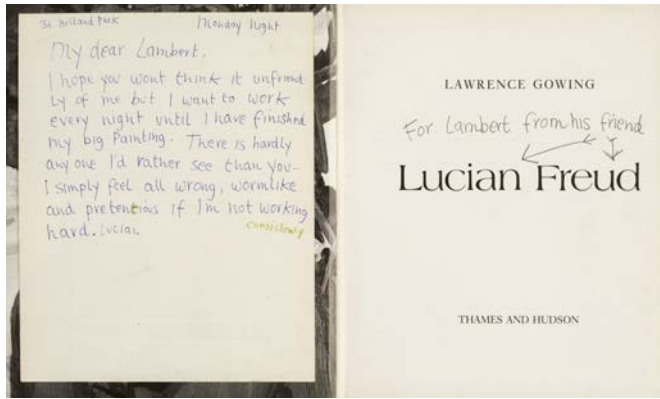 32 Holland Park Monday Night
My dear Lambert.
I hope you wont think it unfriend
ly of me but I want to work
every night until I have finished
my big Painting. There is hardly
any one I'd rather see than you-
I simply feel all wrong, wormlike
and pretentious if I'm not working
hard. Lucian consistently
LAWRENCE GOWING
For Lambert from his friend
Lucian Freud
THAMES AND HUDSON